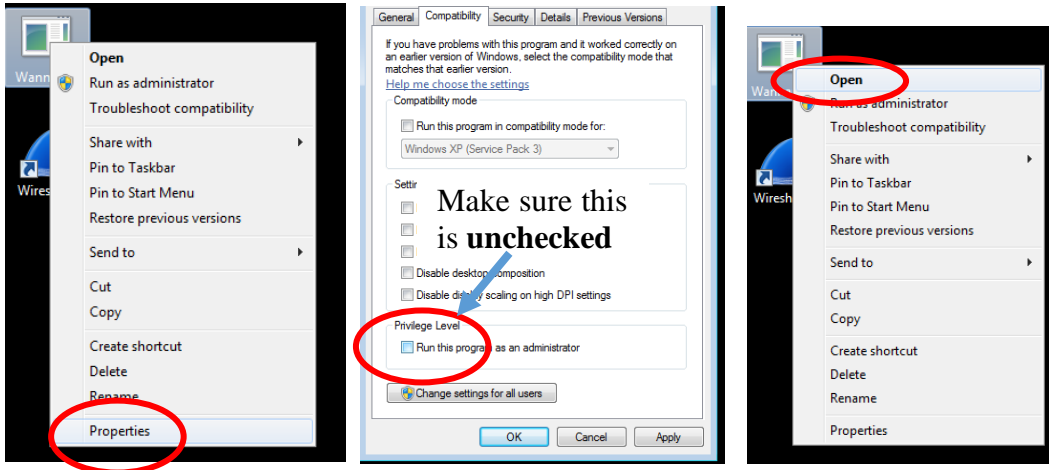 Open
Wann
Run as administrator
Troubleshoot compatibility
Share with
Pin to Taskbar
Wires
Pin to Start Menu
Restore previous versions
Send to
Cut
Copy
Create shortcut
Delete
Rename
Properties
General Compatibility Security Details Previous Versions
If you have problems with this program and it worked correctly on
an earlier version of Windows, select the compatibility mode that
matches that earlier version.
Help me choose the settings
Compatibility mode
Run this program in compatibility mode for:
Windows XP (Service Pack 3)
Settin
Make sure this
is unchecked
Disable desktop composition
Disable display scaling on high DPI settings
Privilege Level
Run this program as an administrator
Change settings for all users
OK Cancel Apply
Open
Wann
Run as administrator
Troubleshoot compatibility
Share with
Pin to Taskbar
Wiresh
Pin to Start Menu
Restore previous versions
Send to
Cut
Copy
Create shortcut
Delete
Rename
Properties